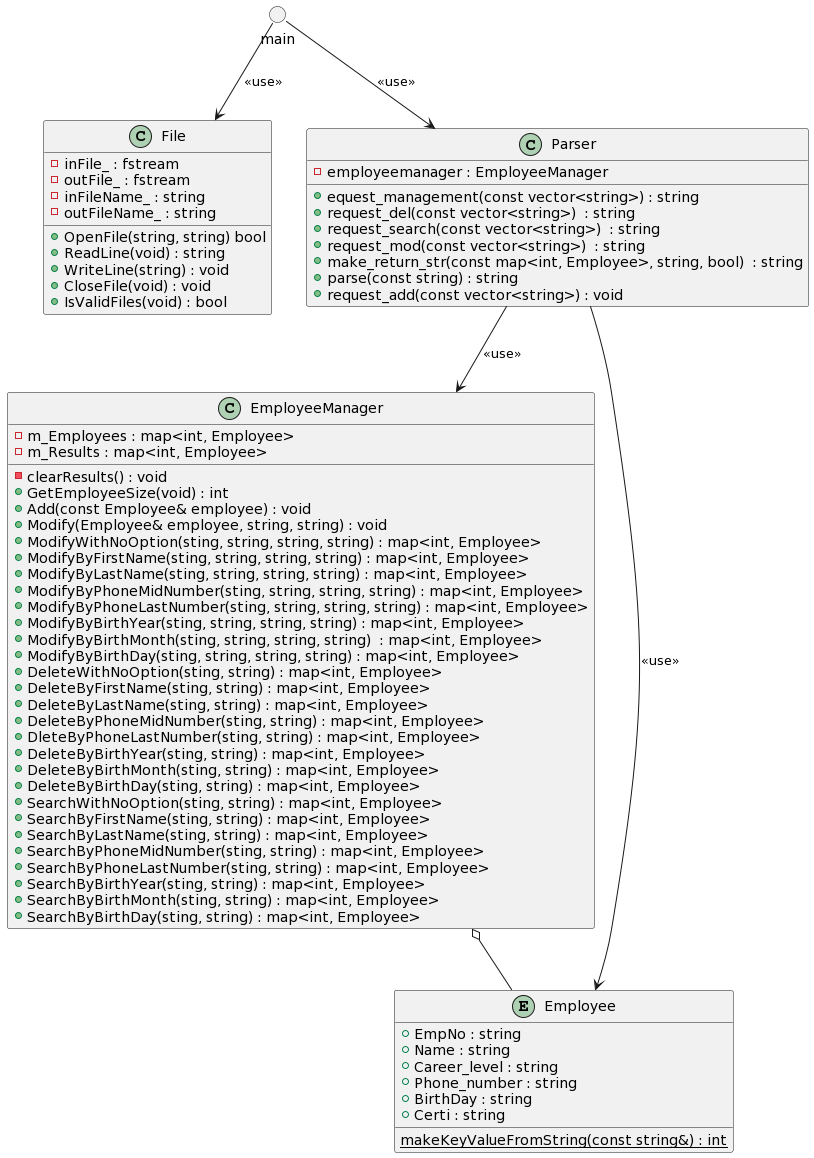 main
«use»
«use»
C File
inFile_ : fstream
outFile_ : fstream
inFileName_ : string
outFileName_ : string
OpenFile(string, string) bool
ReadLine(void) : string
WriteLine(string) : void
CloseFile(void) : void
IsValidFiles(void) : bool
C Parser
employeemanager : EmployeeManager
equest_management(const vector<string>) : string
request_del(const vector<string>)  : string
request_search(const vector<string>)  : string
request_mod(const vector<string>)  : string
make_return_str(const map<int, Employee>, string, bool)  : string
parse(const string) : string
request_add(const vector<string>) : void
«use»
C EmployeeManager
m_Employees : map<int, Employee>
m_Results : map<int, Employee>
clearResults() : void
GetEmployeeSize(void) : int
Add(const Employee& employee) : void
Modify(Employee& employee, string, string) : void
ModifyWithNoOption(sting, string, string, string) : map<int, Employee>
ModifyByFirstName(sting, string, string, string) : map<int, Employee>
ModifyByLastName(sting, string, string, string) : map<int, Employee>
ModifyByPhoneMidNumber(sting, string, string, string) : map<int, Employee>
ModifyByPhoneLastNumber(sting, string, string, string) : map<int, Employee>
ModifyByBirthYear(sting, string, string, string) : map<int, Employee>
ModifyByBirthMonth(sting, string, string, string)  : map<int, Employee>
ModifyByBirthDay(sting, string, string, string) : map<int, Employee>
DeleteWithNoOption(sting, string) : map<int, Employee>
DeleteByFirstName(sting, string) : map<int, Employee>
DeleteByLastName(sting, string) : map<int, Employee>
DeleteByPhoneMidNumber(sting, string) : map<int, Employee>
DleteByPhoneLastNumber(sting, string) : map<int, Employee>
DeleteByBirthYear(sting, string) : map<int, Employee>
DeleteByBirthMonth(sting, string) : map<int, Employee>
DeleteByBirthDay(sting, string) : map<int, Employee>
SearchWithNoOption(sting, string) : map<int, Employee>
SearchByFirstName(sting, string) : map<int, Employee>
SearchByLastName(sting, string) : map<int, Employee>
SearchByPhoneMidNumber(sting, string) : map<int, Employee>
SearchByPhoneLastNumber(sting, string) : map<int, Employee>
SearchByBirthYear(sting, string) : map<int, Employee>
SearchByBirthMonth(sting, string) : map<int, Employee>
SearchByBirthDay(sting, string) : map<int, Employee>
«use»
E Employee
EmpNo : string
Name : string
Career_level : string
Phone_number : string
BirthDay : string
Certi : string
makeKeyValueFromString(const string&) : int